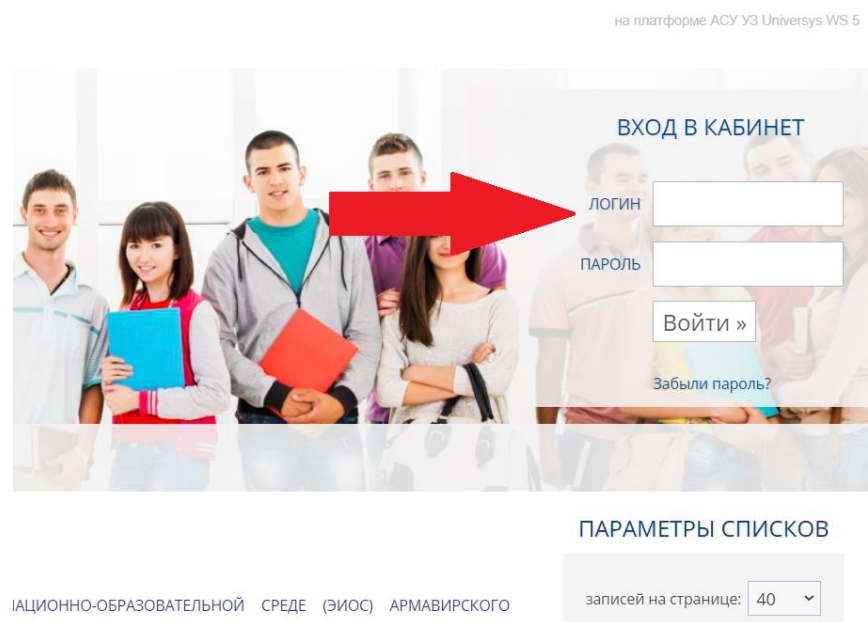 на платформе АСУ УЗ Universys WS 5
ВХОД В КАБИНЕТ
ЛОГИН
ПАРОЛЬ
Войти »
Забыли пароль?
ПАРАМЕТРЫ СПИСКОВ
записей на странице: 40
АЦИОННО-ОБРАЗОВАТЕЛЬНОЙ СРЕДЕ (ЭИОС) АРМАВИРСКОГО